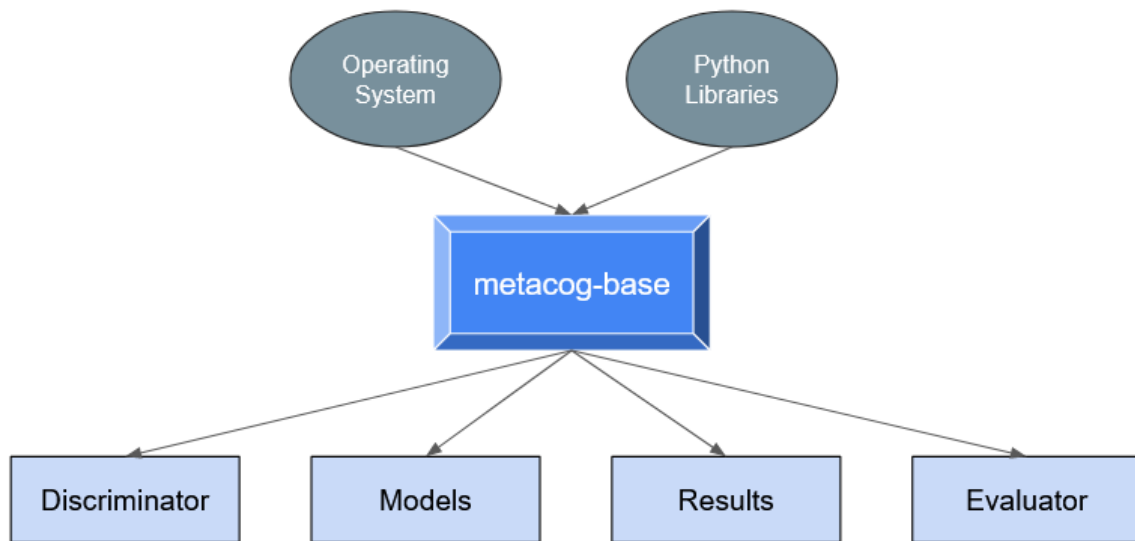 Operating
System
Python
Libraries
metacog-base
Discriminator
Models
Results
Evaluator